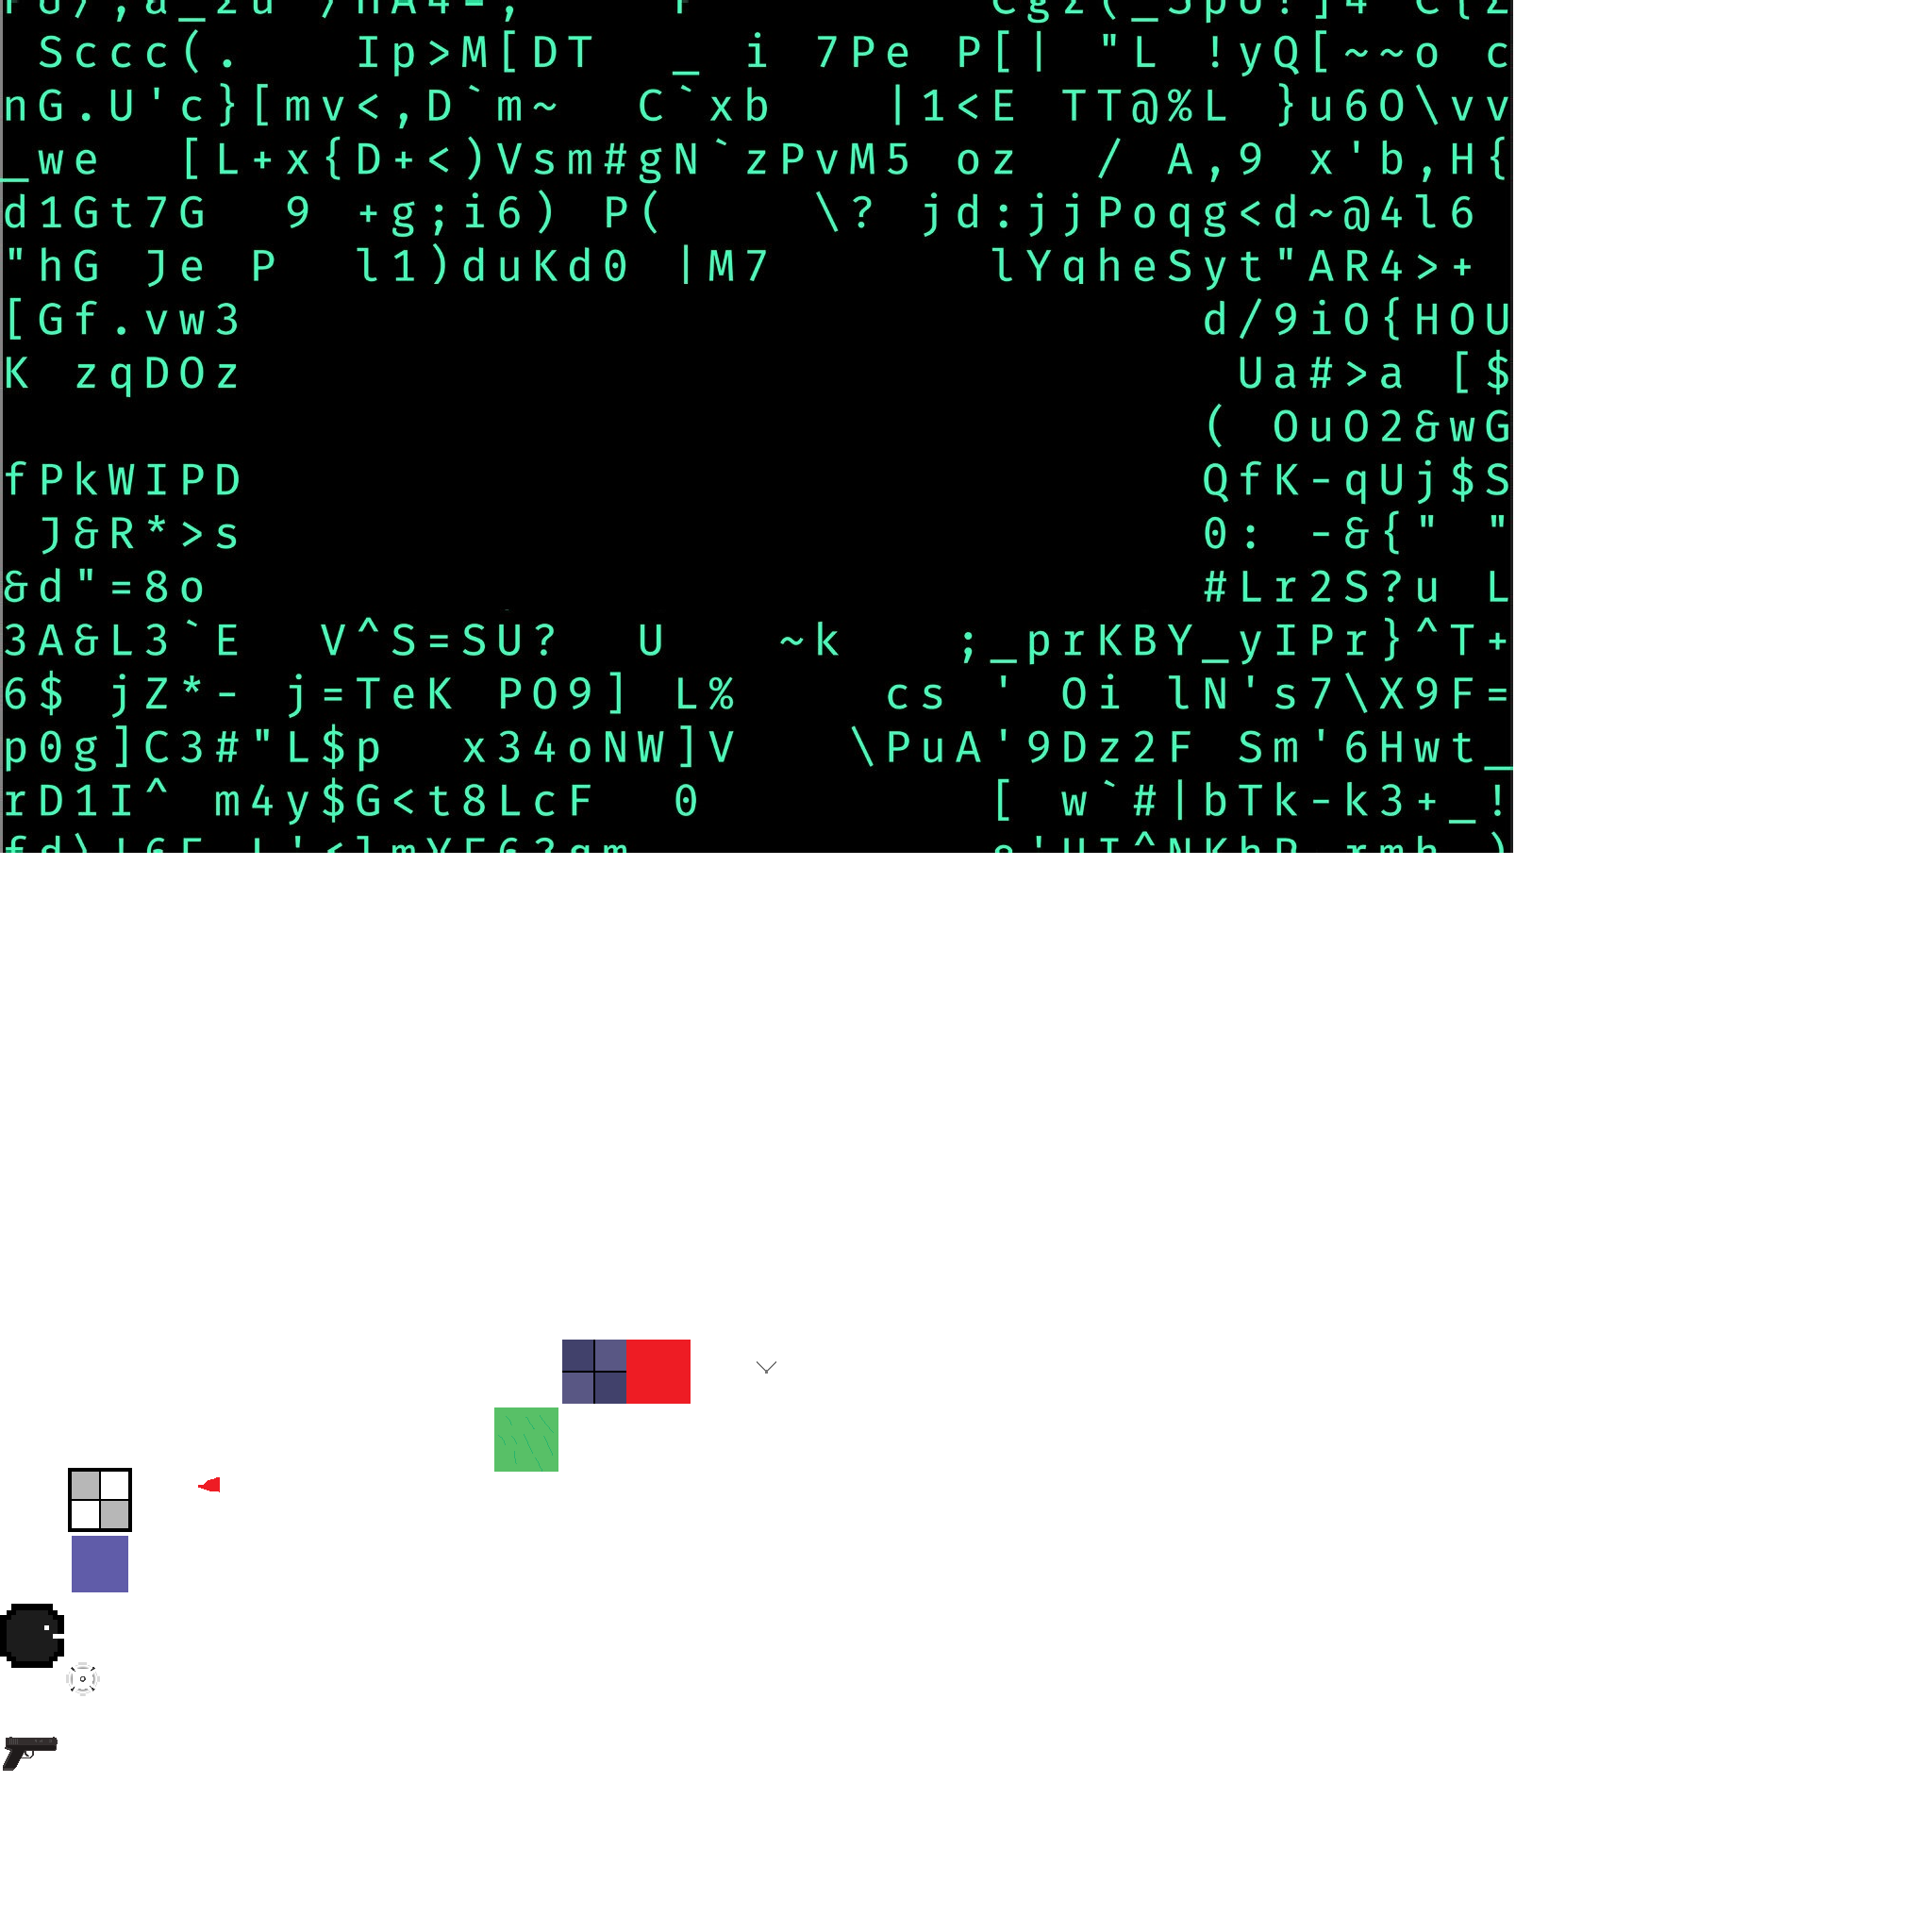 Sccc(.   Ip>M[DT  _ i 7Pe P[| "L !yQ[~~o c
nG.U'c}[mv<,D`m~  C`xb   |1<E TT@%L }u6O\vv
_we  [L+x{D+<)Vsm#gN`zPvM5 oz  / A,9 x'b,H{
d1Gt7G  9 +g;i6) P(    \? jd:jjPoqg<d~@4l6
"hG Je P  l1)duKd0 |M7      lYqheSyt"AR4>+
[Gf.vw3                           d/9iO{HOU
K zqDOz                            Ua#>a [$
                                  ( OuO2&wG
fPkWIPD                           QfK-qUj$S
 J&R*>s                           0: -&{" "
&d"=8o                            #Lr2S?u L
3A&L3`E  V^S=SU?  U   ~k   ;_prKBY_yIPr}^T+
6$ jZ*- j=TeK PO9] L%    cs ' Oi lN's7\X9F=
p0g]C3#"L$p  x34oNW]V   \PuA'9Dz2F Sm'6Hwt_
rD1I^ m4y$G<t8LcF  0        [ w`#|bTk-k3+_!